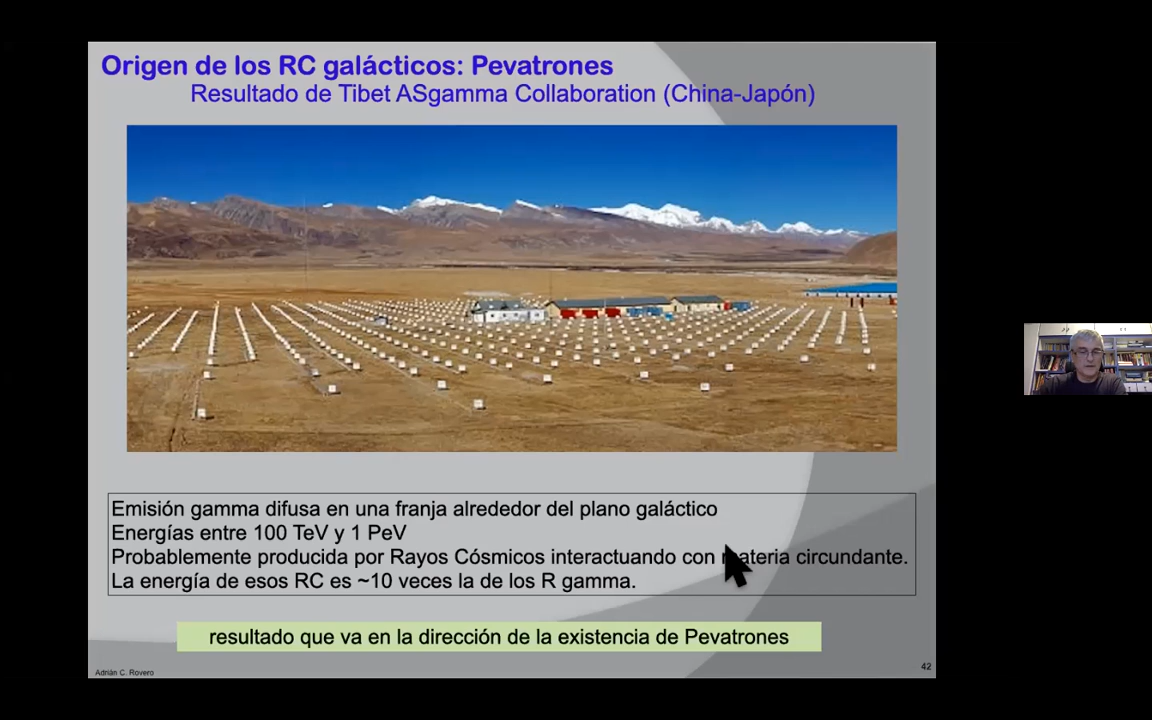 Origen de los RC galácticos: Pevatrones
Resultado de Tibet ASgamma Collaboration (China-Japón)
Emisión gamma difusa en una franja alrededor del plano galáctico
Energías entre 100 TeV y 1 PeV
Probablemente producida por Rayos Cósmicos interactuando con materia circundante.
La energía de esos RC es ~10 veces la de los R gamma.
resultado que va en la dirección de la existencia de Pevatrones
Adrián C. Rovero
42